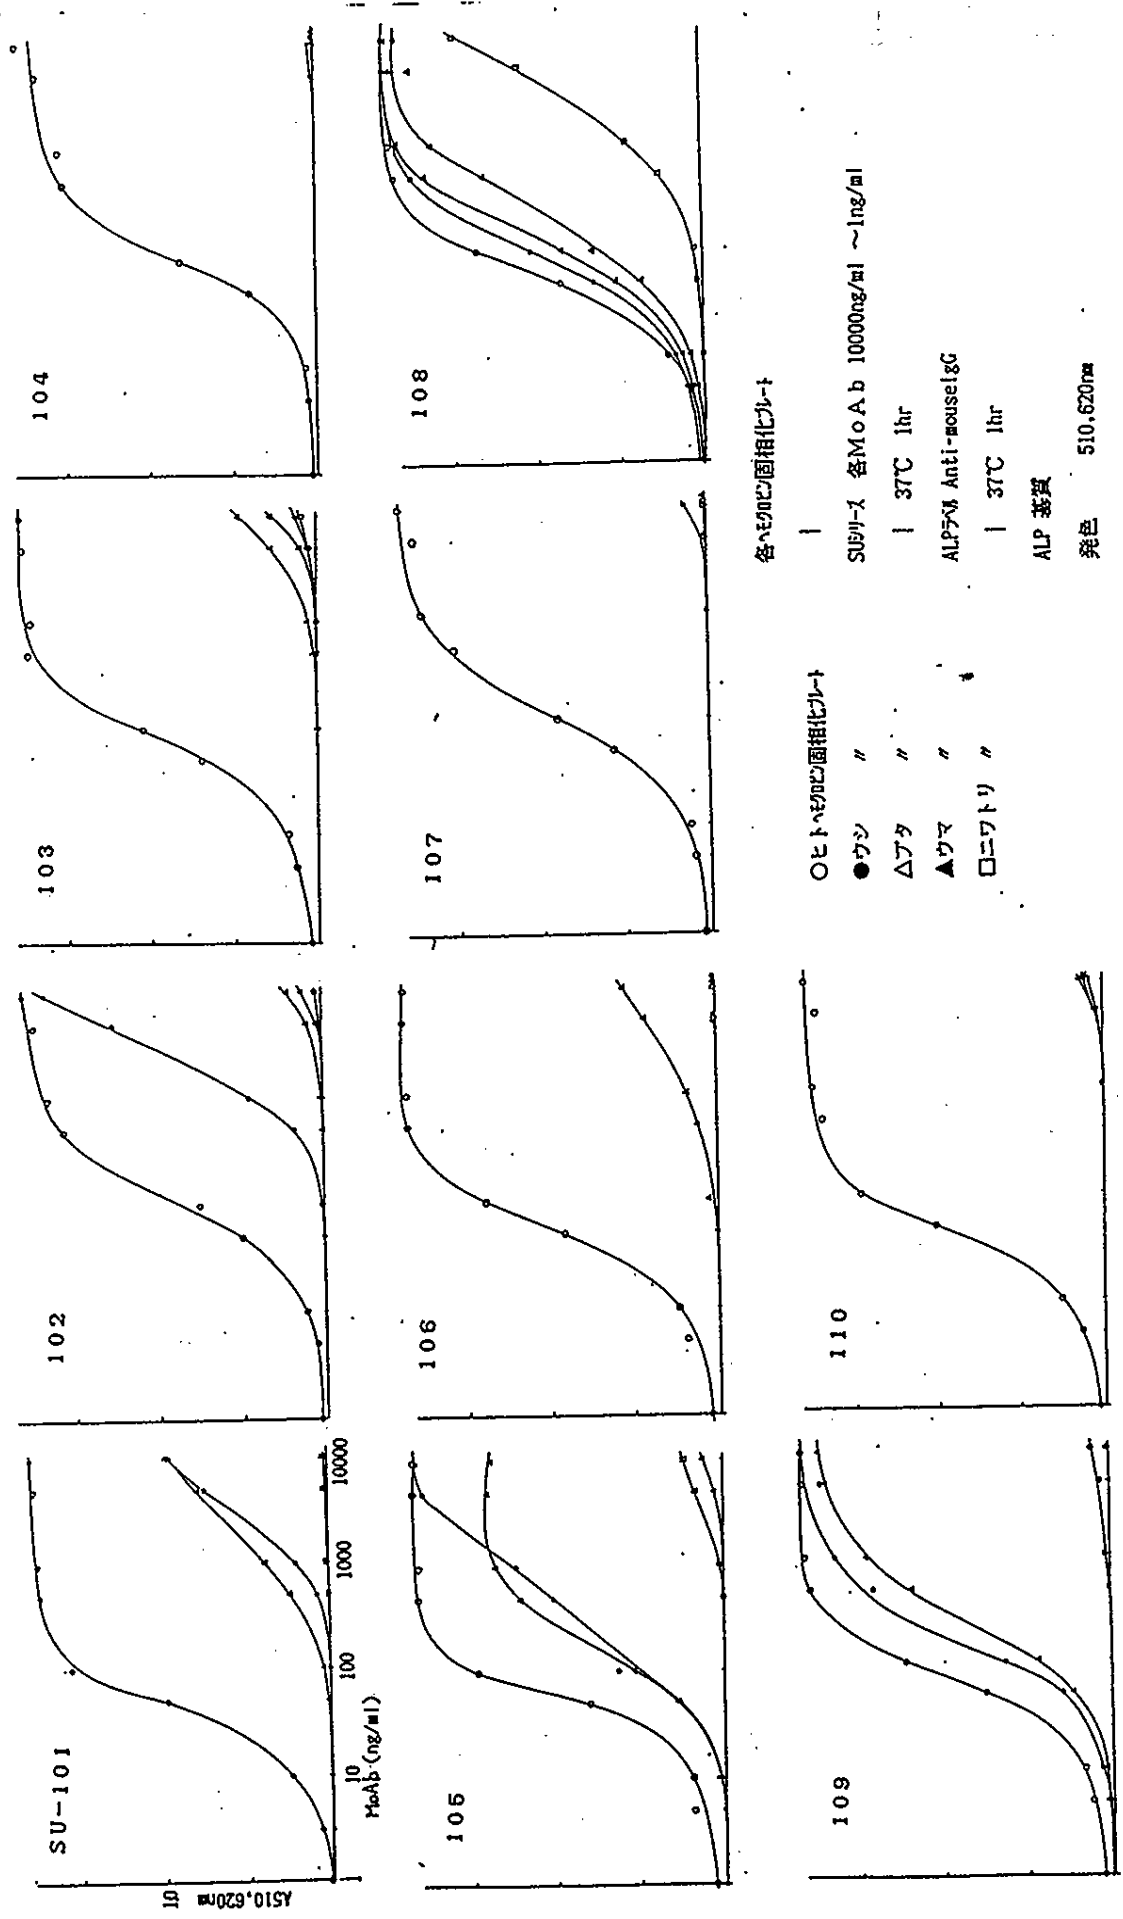 SU-101
102
103
104
A510,620nm
1.0
1
10
100
1000
10000
MoAb (ng/ml)
105
106
107
108
109
110
○ヒトヘモグロビン固相化プレート
●ウシ 〃
△ブタ 〃
▲ウマ 〃
□ニワトリ 〃
各ヘモグロビン固相化プレート
|
SUシリーズ 各MoAb 10000ng/ml ~1ng/ml
| 37℃ 1hr
ALPラベル Anti-mouseIgG
| 37℃ 1hr
ALP 基質
発色 510,620nm